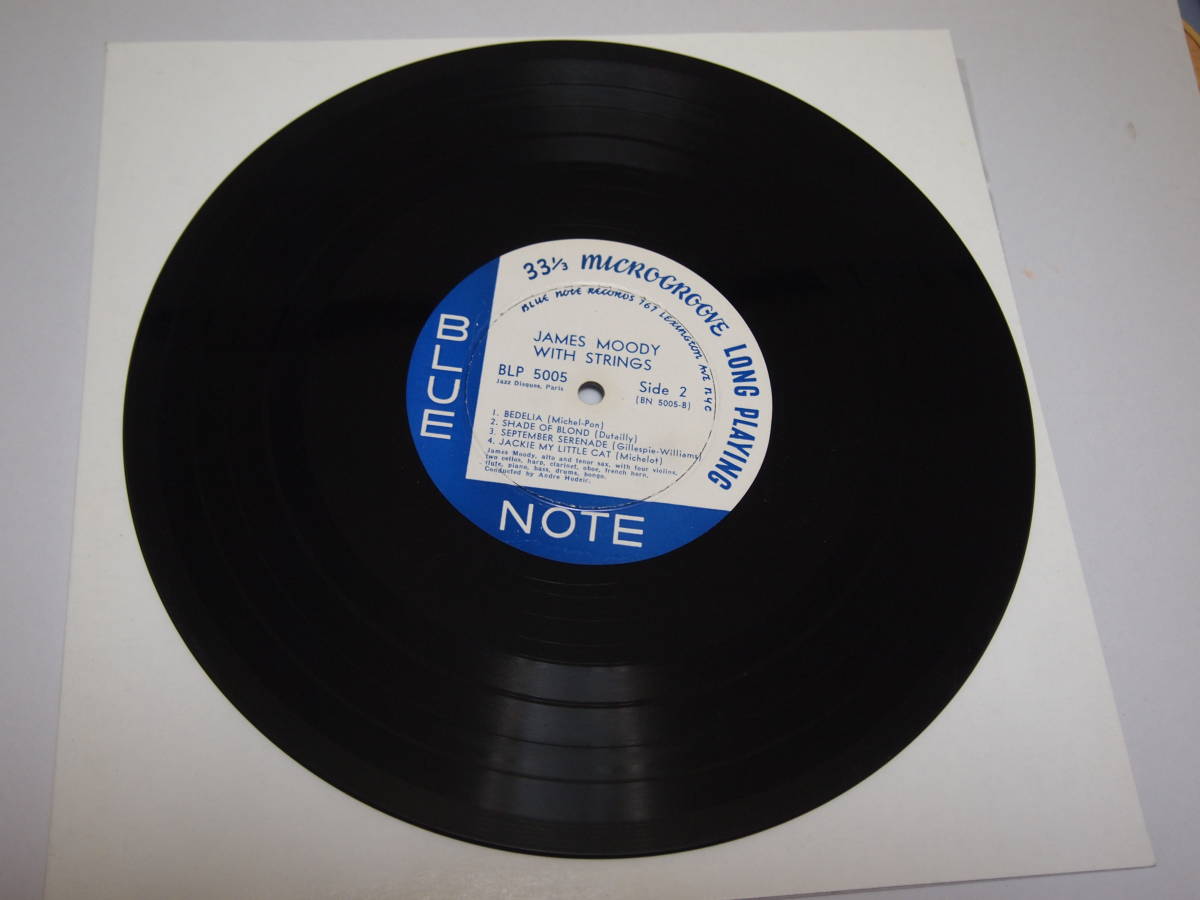 33 1/3 MICROGROOVE LONG PLAYING
BLUE NOTE RECORDS 767 LEXINGTON AVE NYC
JAMES MOODY
WITH STRINGS
BLP 5005
Jazz Disques, Paris
Side 2
(BN 5005-B)
1. BEDELIA (Michel-Pon)
2. SHADE OF BLOND (Dutailly)
3. SEPTEMBER SERENADE (Gillespie-Williams)
4. JACKIE MY LITTLE CAT (Michelot)
James Moody, alto and tenor sax, with four violins,
two cellos, harp, clarinet, oboe, french horn,
flute, piano, bass, drums, bongo.
Conducted by Andre Hodeir.
BLUE
NOTE